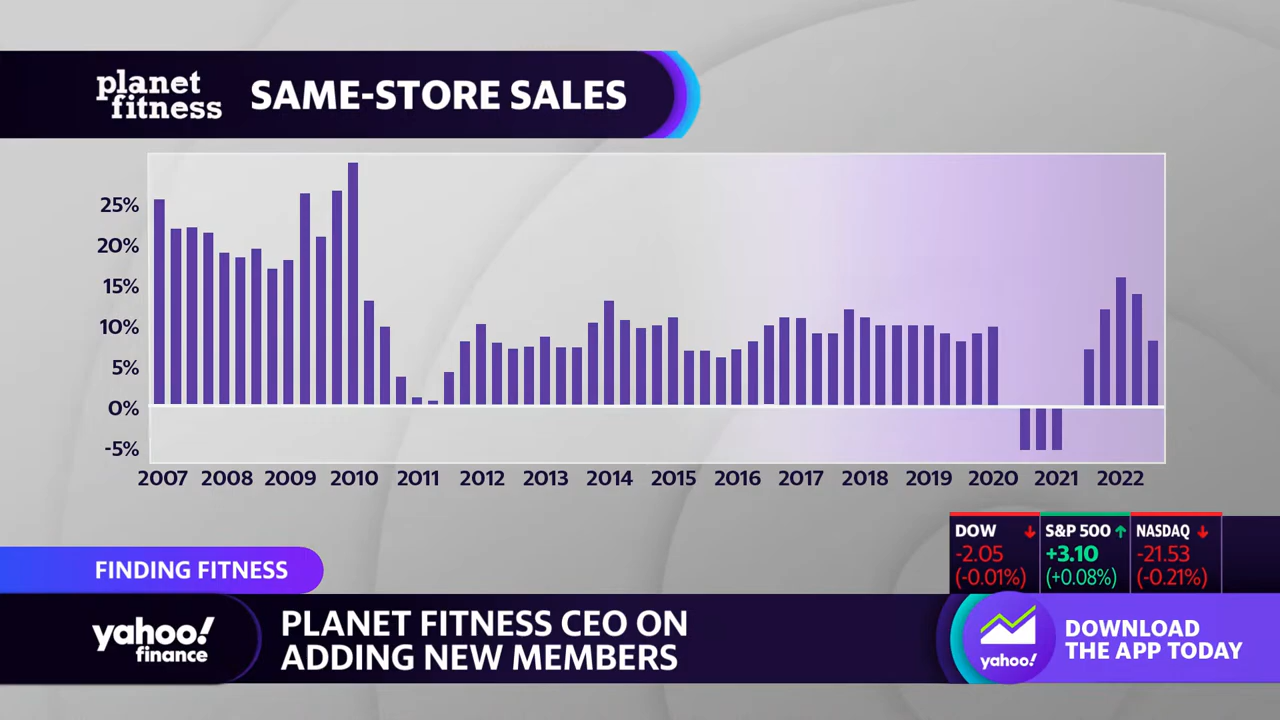 planet
fitness
SAME-STORE SALES
25%
20%
15%
10%
5%
0%
-5%
2007 2008 2009 2010 2011 2012 2013 2014 2015 2016 2017 2018 2019 2020 2021 2022
DOW
-2.05
(-0.01%)
S&P 500
+3.10
(+0.08%)
NASDAQ
-21.53
(-0.21%)
FINDING FITNESS
yahoo!
finance
PLANET FITNESS CEO ON
ADDING NEW MEMBERS
yahoo!
DOWNLOAD
THE APP TODAY